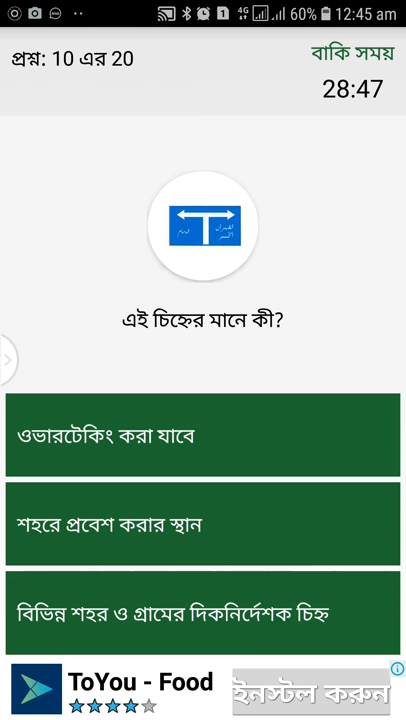 4G 60% 12:45 am
প্রশ্ন: 10 এর 20
বাকি সময়
28:47
এই চিহ্নের মানে কী?
ওভারটেকিং করা যাবে
শহরে প্রবেশ করার স্থান
বিভিন্ন শহর ও গ্রামের দিকনির্দেশক চিহ্ন
ToYou - Food
ইনস্টল করুন